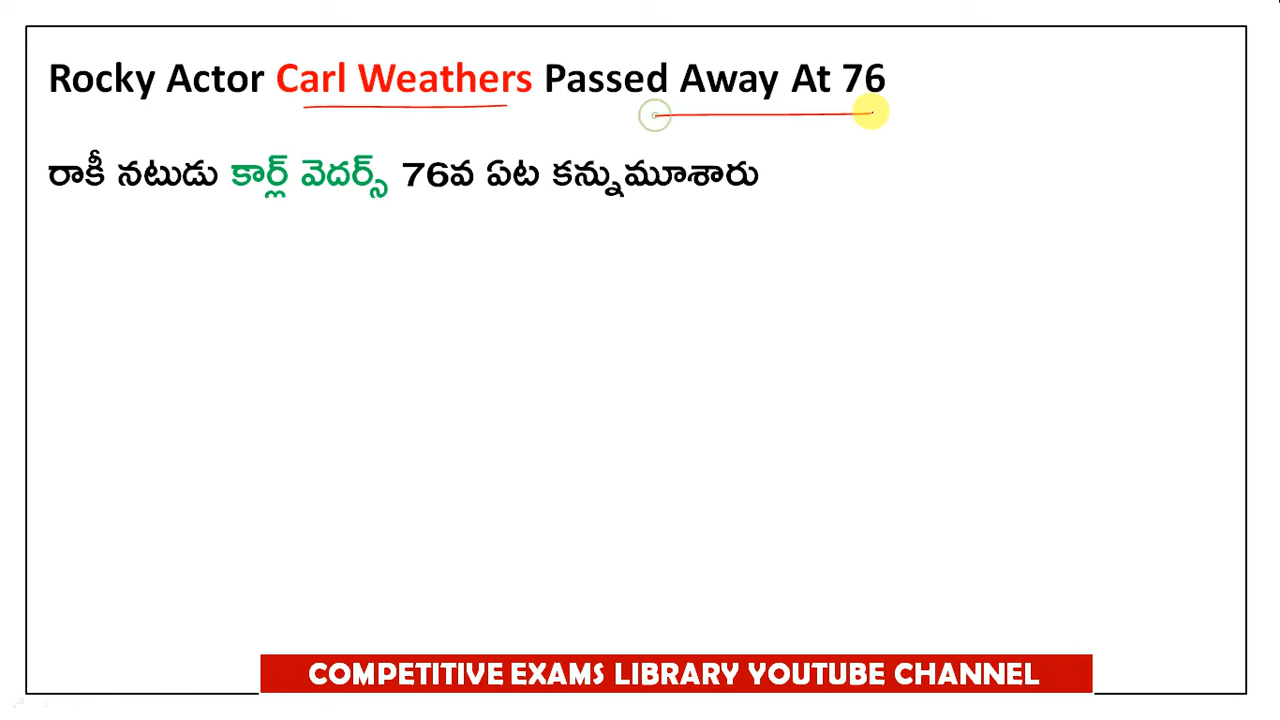 Rocky Actor Carl Weathers Passed Away At 76
రాకీ నటుడు కార్ల్ వెదర్స్ 76వ ఏట కన్నుమూశారు
COMPETITIVE EXAMS LIBRARY YOUTUBE CHANNEL